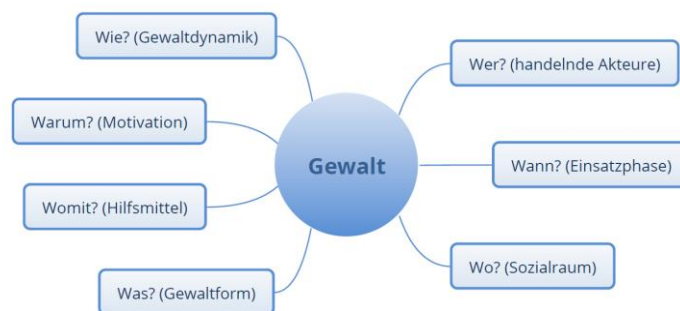 Wie? (Gewaltdynamik)
Wer? (handelnde Akteure)
Warum? (Motivation)
Gewalt
Wann? (Einsatzphase)
Womit? (Hilfsmittel)
Wo? (Sozialraum)
Was? (Gewaltform)